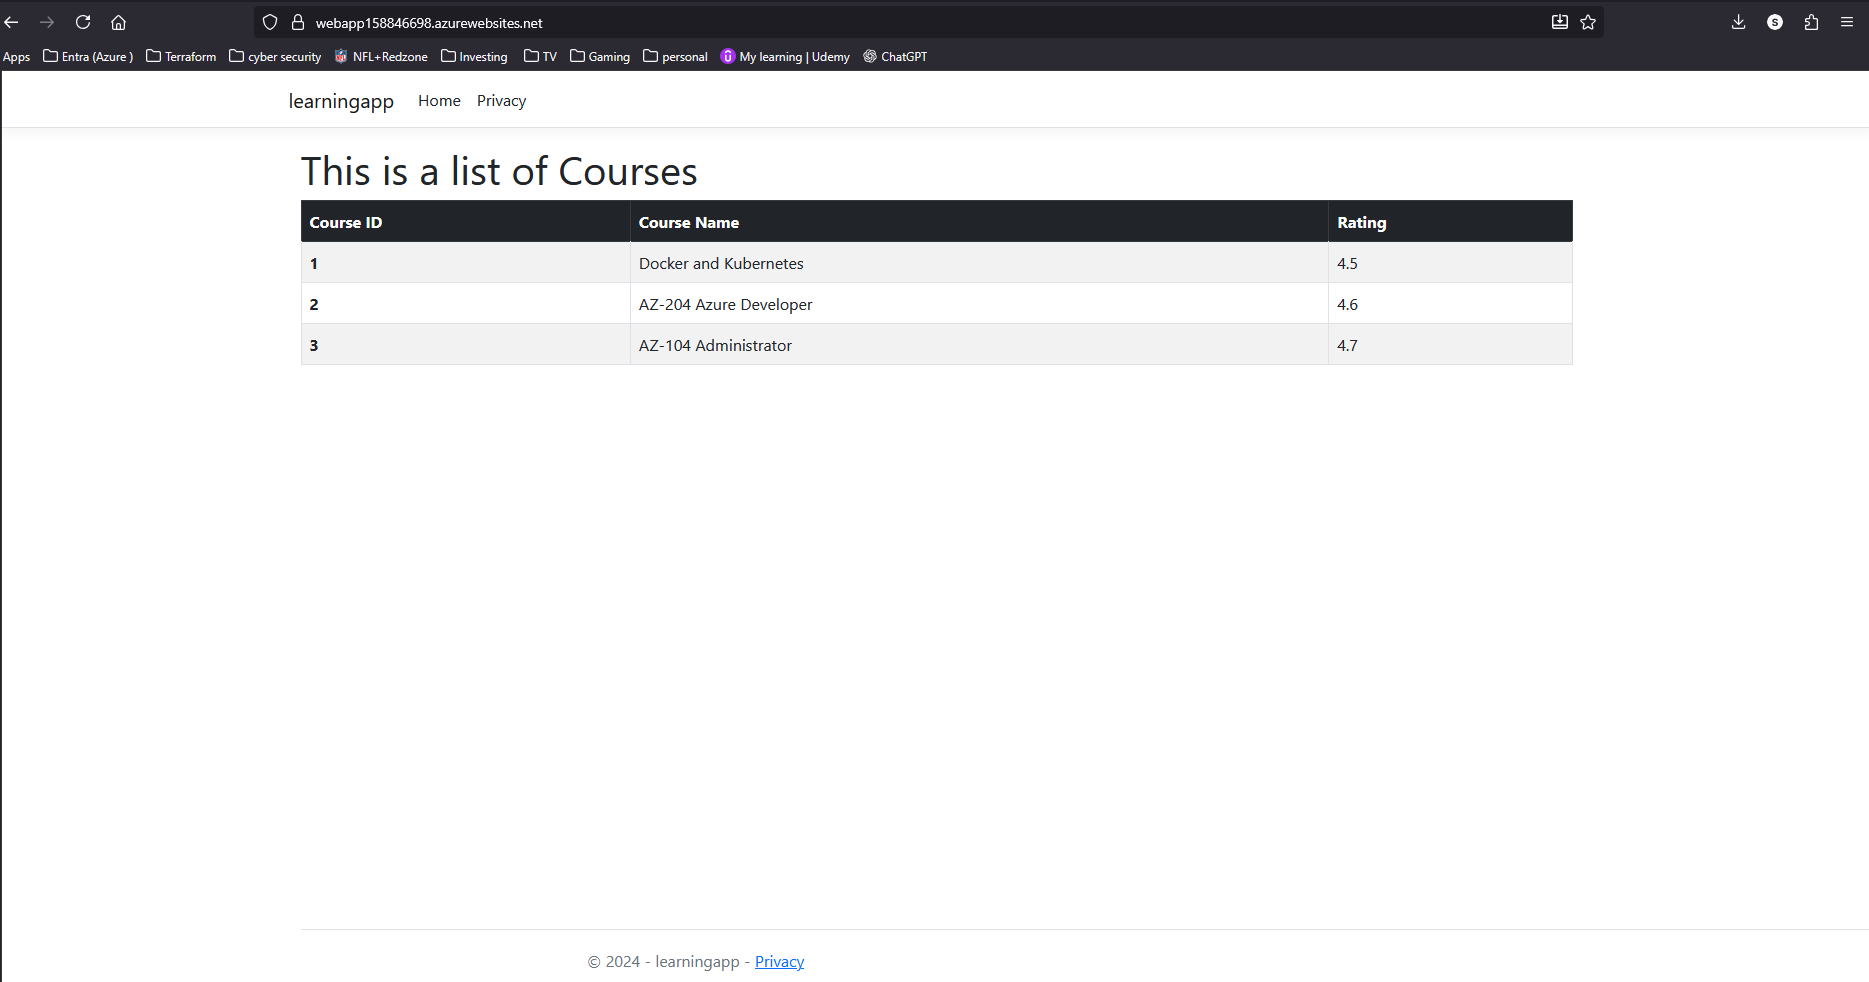 webapp158846698.azurewebsites.net
S
Apps Entra (Azure ) Terraform cyber security NFL+Redzone Investing TV Gaming personal My learning | Udemy ChatGPT
learningapp Home Privacy
This is a list of Courses
Course ID Course Name Rating
1 Docker and Kubernetes 4.5
2 AZ-204 Azure Developer 4.6
3 AZ-104 Administrator 4.7
© 2024 - learningapp - Privacy